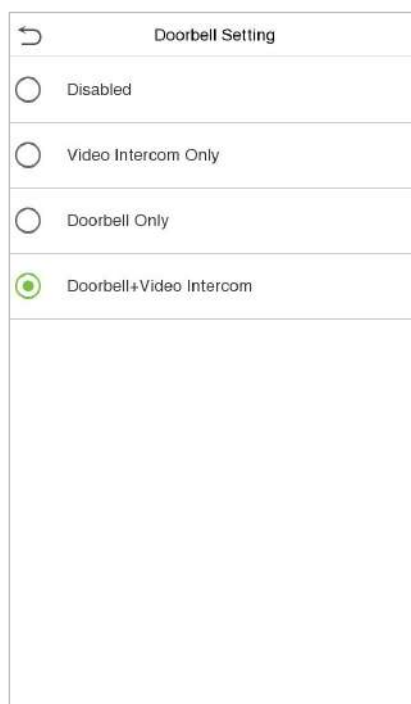 Doorbell Setting
Disabled
Video Intercom Only
Doorbell Only
Doorbell+Video Intercom